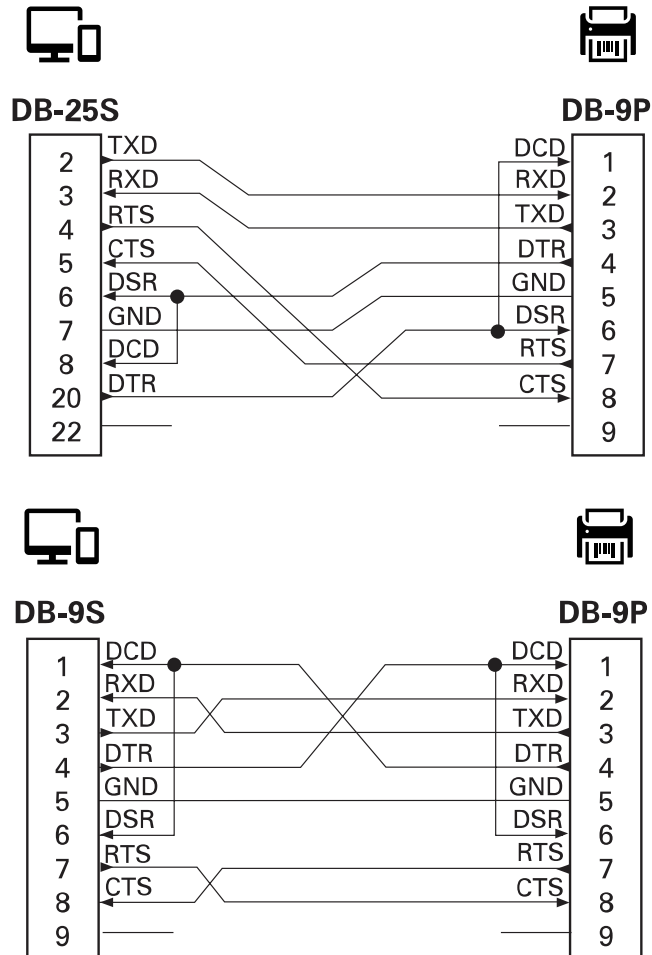 DB-25S DB-9P
2 TXD DCD 1
3 RXD RXD 2
4 RTS TXD 3
5 CTS DTR 4
6 DSR GND 5
7 GND DSR 6
8 DCD RTS 7
20 DTR CTS 8
22 9
DB-9S DB-9P
1 DCD DCD 1
2 RXD RXD 2
3 TXD TXD 3
4 DTR DTR 4
5 GND GND 5
6 DSR DSR 6
7 RTS RTS 7
8 CTS CTS 8
9 9